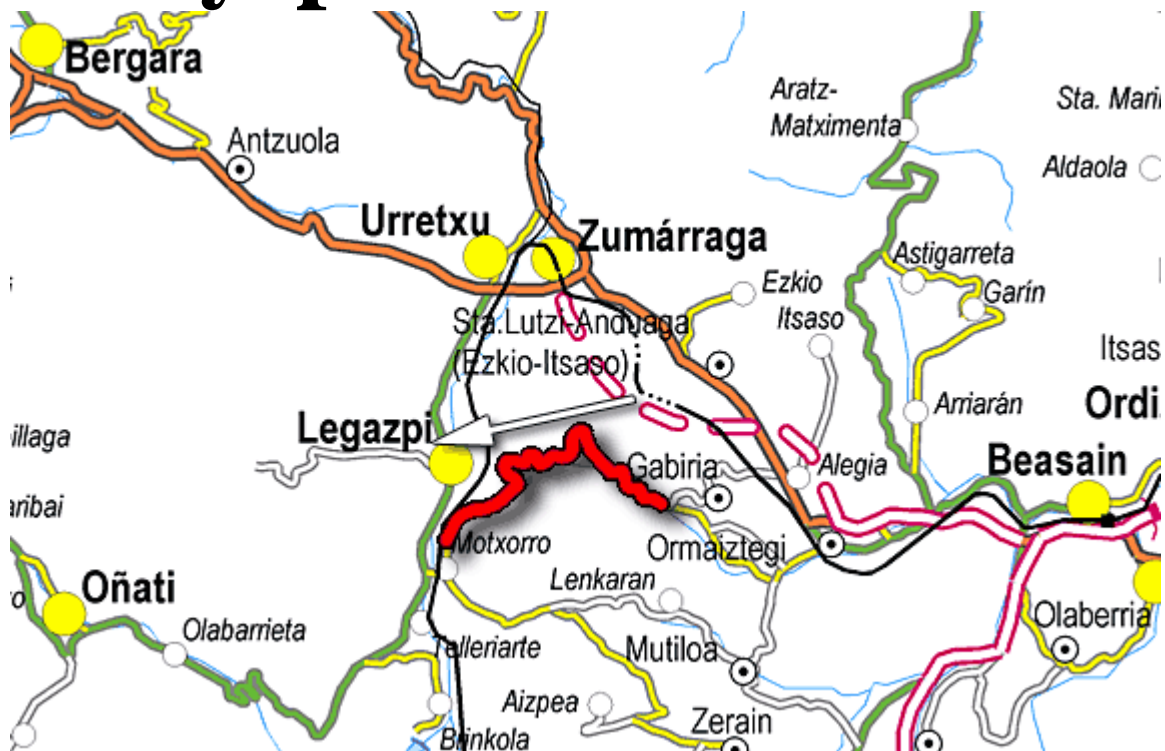 Bergara
Aratz-
Matximenta
Sta. Mari
Antzuola
Aldaola
Urretxu
Zumárraga
Astigarreta
Ezkio
Garín
Itsaso
Sta.Lutzi-Anduaga
(Ezkio-Itsaso)
Itsas
Arriarán
Ordi
Legazpi
illaga
Gabiria
Alegia
Beasain
aribai
Motxorro
Ormaiztegi
Oñati
Lenkaran
Olaberria
Olabarrieta
Telleriarte
Mutiloa
Aizpea
Zerain
Brinkola